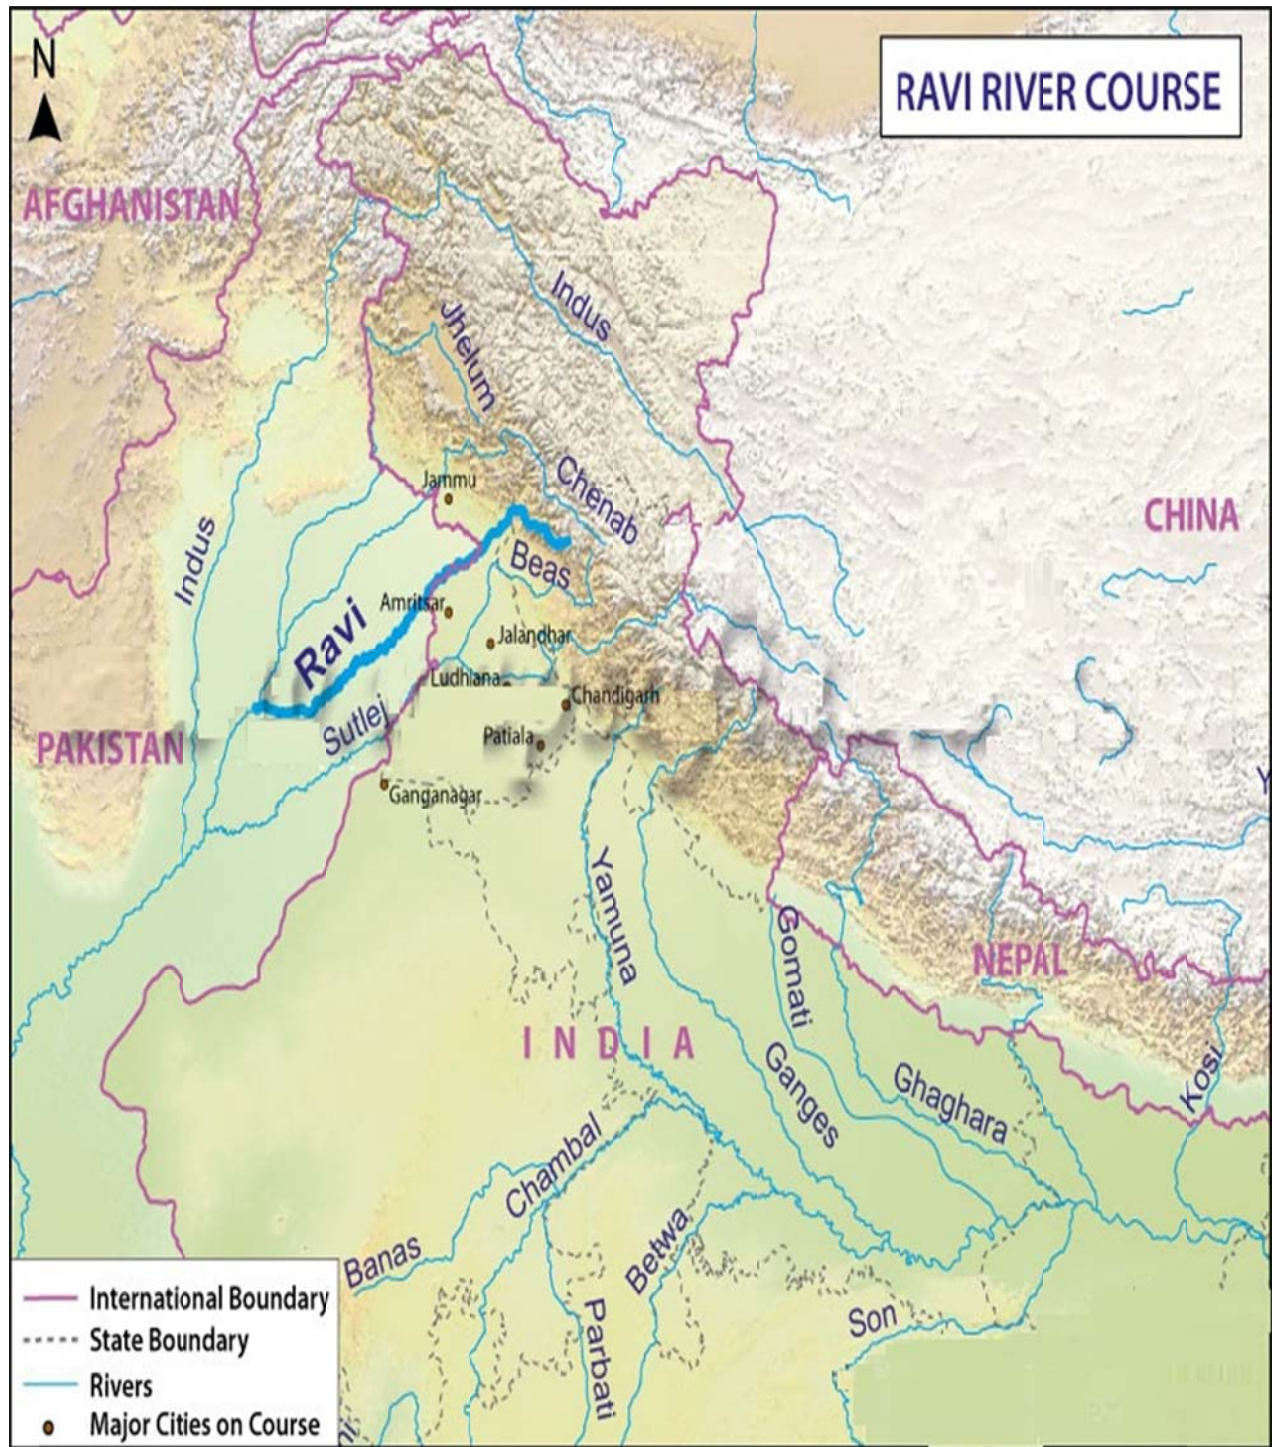 N
RAVI RIVER COURSE
AFGHANISTAN
Indus
Jhelum
Jammu
Chenab
CHINA
Indus
Beas
Amritsar
Ravi
Jalandhar
Ludhiana
Chandigarh
Sutlej
Patiala
PAKISTAN
Ganganagar
Yamuna
Gomati
NEPAL
CHINA
INDIA
Ganges
Ghaghara
Kosi
Chambal
Betwa
Banas
Son
Parbati
International Boundary
State Boundary
Rivers
Major Cities on Course